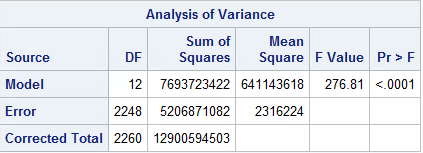 Analysis of Variance
Source DF Sum of Squares Mean Square F Value Pr > F
Model 12 7693723422 641143618 276.81 <.0001
Error 2248 5206871082 2316224
Corrected Total 2260 12900594503